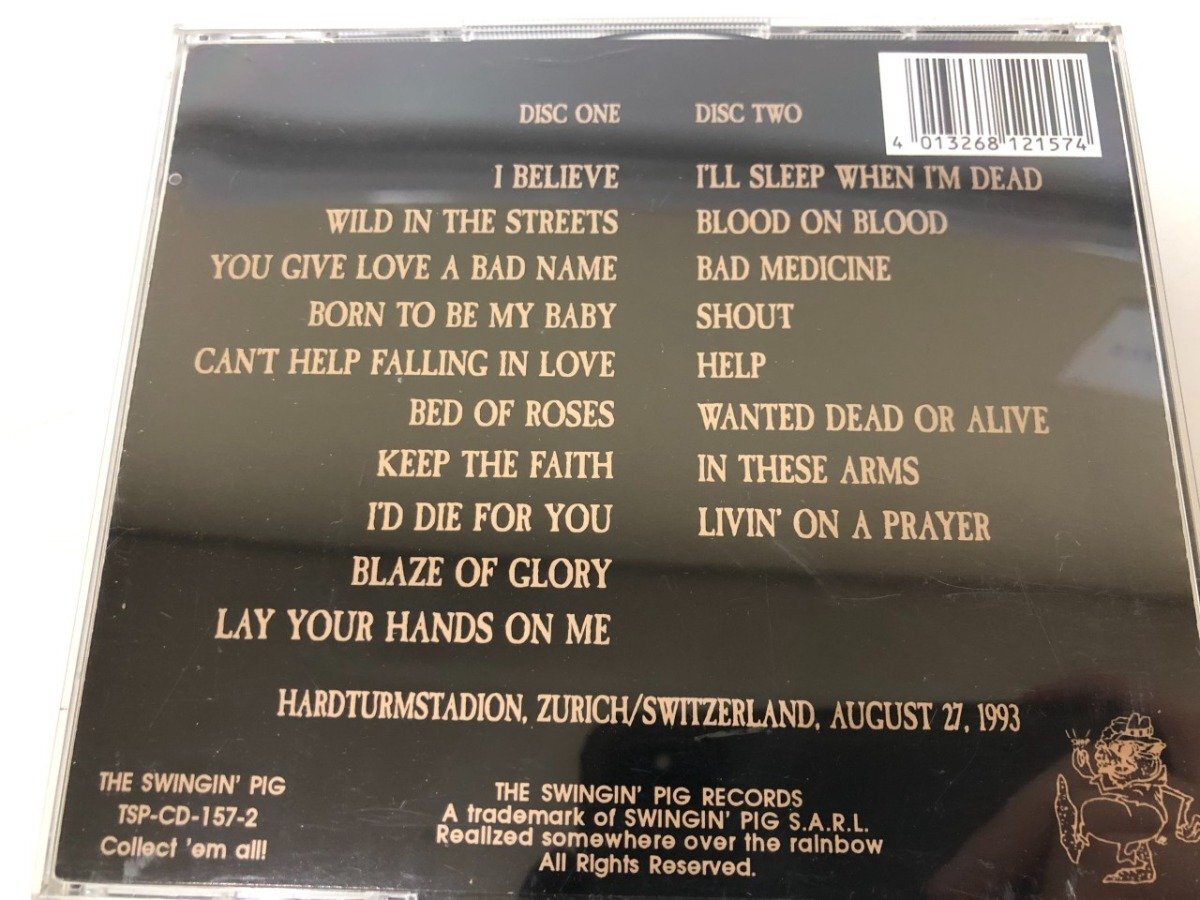 DISC ONE
I BELIEVE
WILD IN THE STREETS
YOU GIVE LOVE A BAD NAME
BORN TO BE MY BABY
CAN'T HELP FALLING IN LOVE
BED OF ROSES
KEEP THE FAITH
I'D DIE FOR YOU
BLAZE OF GLORY
LAY YOUR HANDS ON ME
DISC TWO
I'LL SLEEP WHEN I'M DEAD
BLOOD ON BLOOD
BAD MEDICINE
SHOUT
HELP
WANTED DEAD OR ALIVE
IN THESE ARMS
LIVIN' ON A PRAYER
4 013268 121574
HARDTURMSTADION, ZURICH/SWITZERLAND, AUGUST 27, 1993
THE SWINGIN' PIG
TSP-CD-157-2
Collect 'em all!
THE SWINGIN' PIG RECORDS
A trademark of SWINGIN' PIG S.A.R.L.
Realized somewhere over the rainbow
All Rights Reserved.